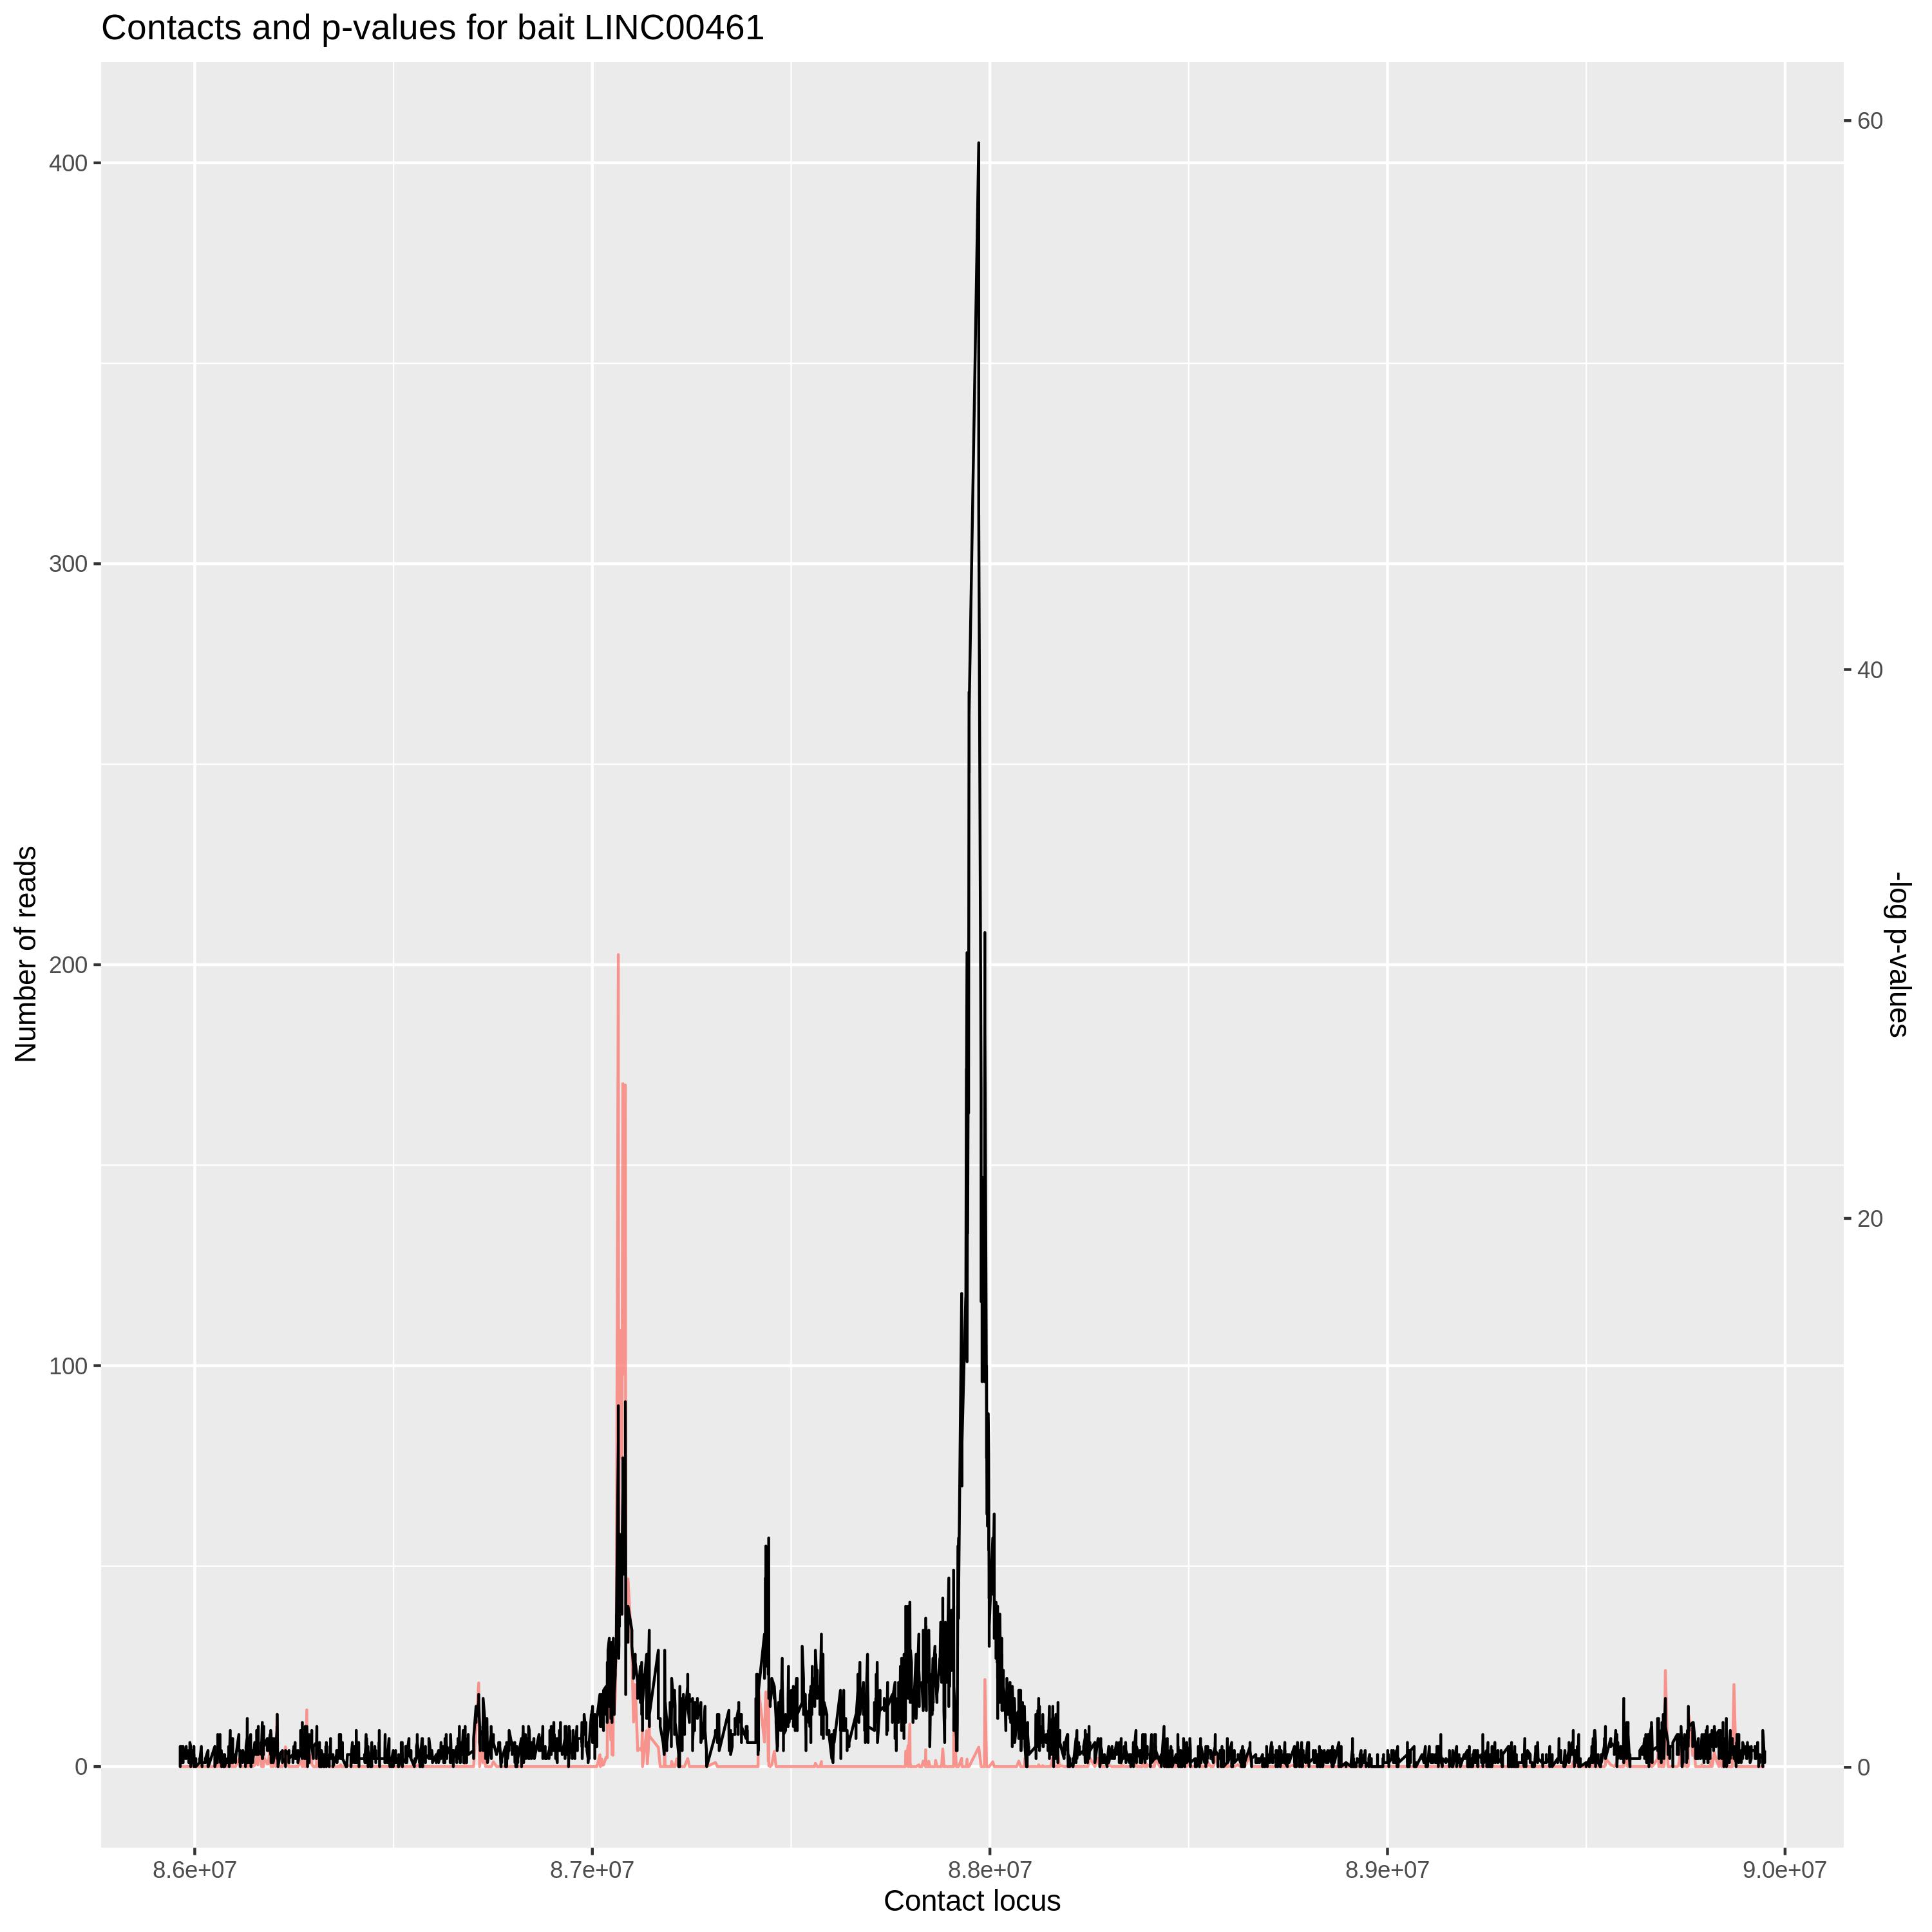 Contacts and p-values for bait LINC00461
Number of reads
400
300
200
100
0
60
40
20
0
-log p-values
8.6e+07 8.7e+07 8.8e+07 8.9e+07 9.0e+07
Contact locus